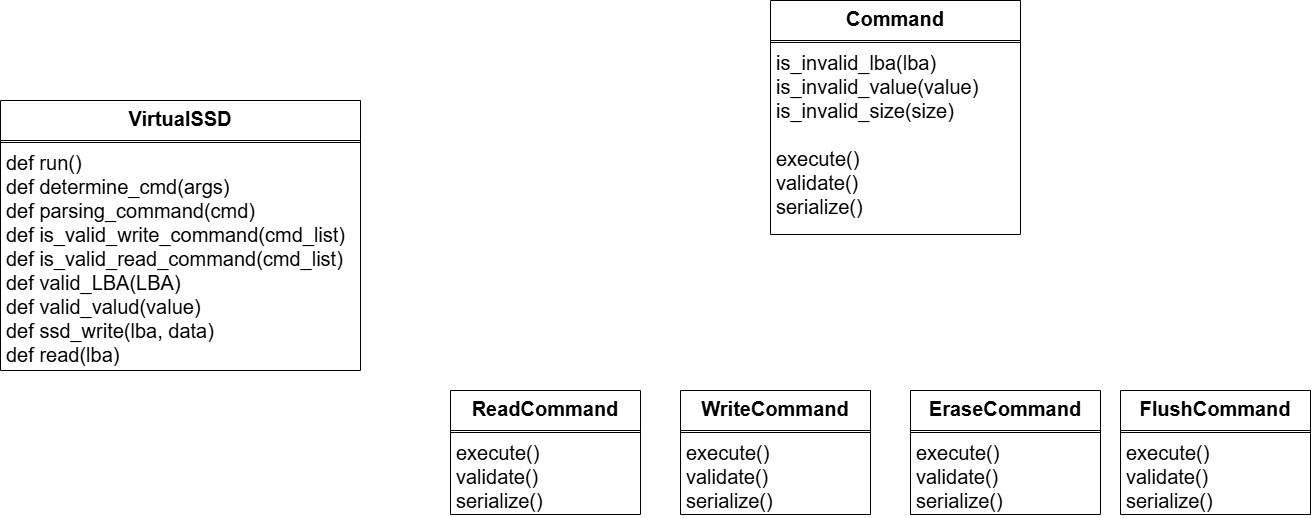 Command
is_invalid_lba(lba)
is_invalid_value(value)
is_invalid_size(size)
execute()
validate()
serialize()
VirtualSSD
def run()
def determine_cmd(args)
def parsing_command(cmd)
def is_valid_write_command(cmd_list)
def is_valid_read_command(cmd_list)
def valid_LBA(LBA)
def valid_valud(value)
def ssd_write(lba, data)
def read(lba)
ReadCommand
execute()
validate()
serialize()
WriteCommand
execute()
validate()
serialize()
EraseCommand
execute()
validate()
serialize()
FlushCommand
execute()
validate()
serialize()